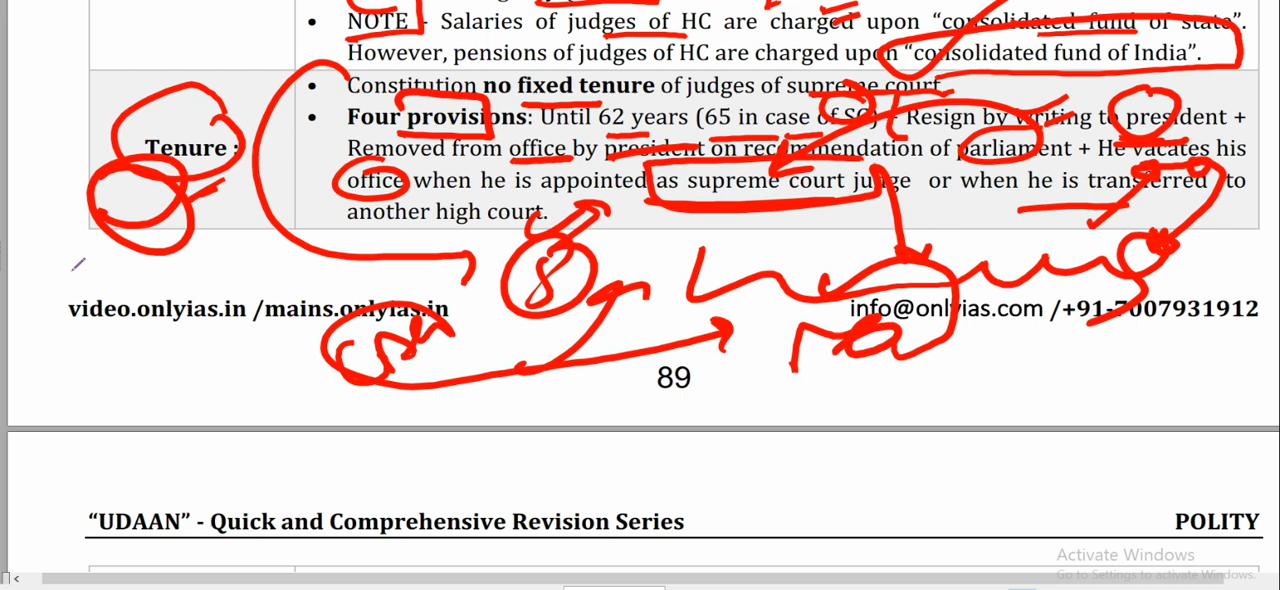 NOTE - Salaries of judges of HC are charged upon “consolidated fund of state”.
However, pensions of judges of HC are charged upon “consolidated fund of India”.
Tenure :
• Constitution no fixed tenure of judges of supreme court
• Four provisions: Until 62 years (65 in case of SC) + Resign by writing to president +
Removed from office by president on recommendation of parliament + He vacates his
office when he is appointed as supreme court judge or when he is transferred to
another high court.
8
video.onlyias.in /mains.onlyias.in
info@onlyias.com /+91-7007931912
89
“UDAAN” - Quick and Comprehensive Revision Series
POLITY
Activate Windows
Go to Settings to activate Windows.